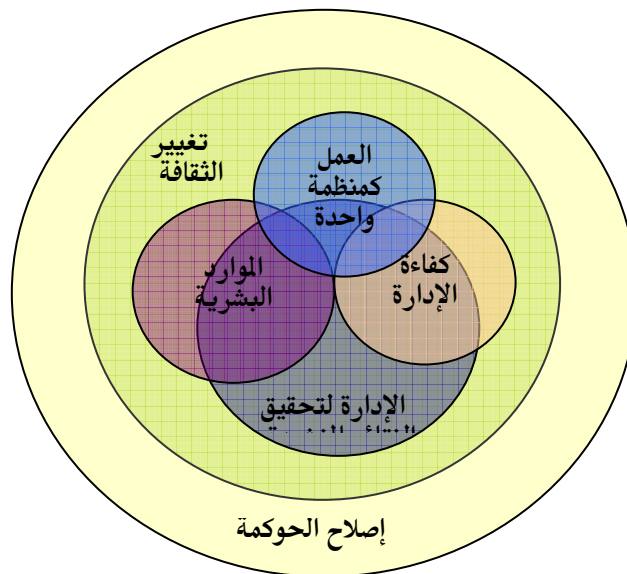 تغيير
الثقافة
العمل
كمنظمة
واحدة
الموارد
البشرية
كفاءة
الإدارة
الإدارة لتحقيق
إصلاح الحوكمة